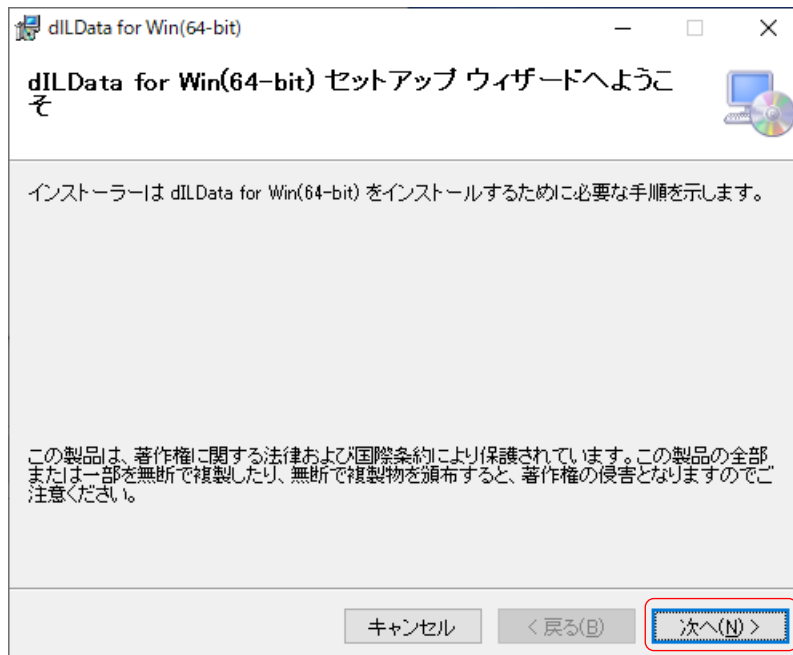 dILData for Win(64-bit)
dILData for Win(64-bit) セットアップ ウィザードへようこ
そ
インストーラーは dILData for Win(64-bit) をインストールするために必要な手順を示します。
この製品は、著作権に関する法律および国際条約により保護されています。この製品の全部
または一部を無断で複製したり、無断で複製物を頒布すると、著作権の侵害となりますのでご
注意ください。
キャンセル < 戻る(B) 次へ(N) >